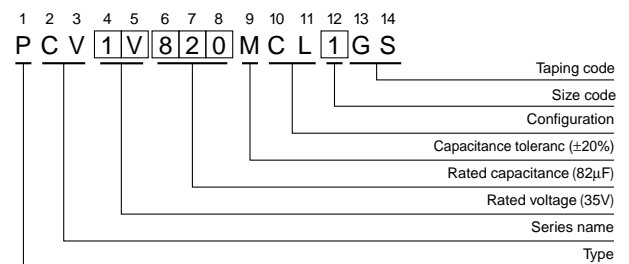 1 2 3 4 5 6 7 8 9 10 11 12 13 14
P C V 1 V 8 2 0 M C L 1 G S
Taping code
Size code
Configuration
Capacitance toleranc (±20%)
Rated capacitance (82μF)
Rated voltage (35V)
Series name
Type